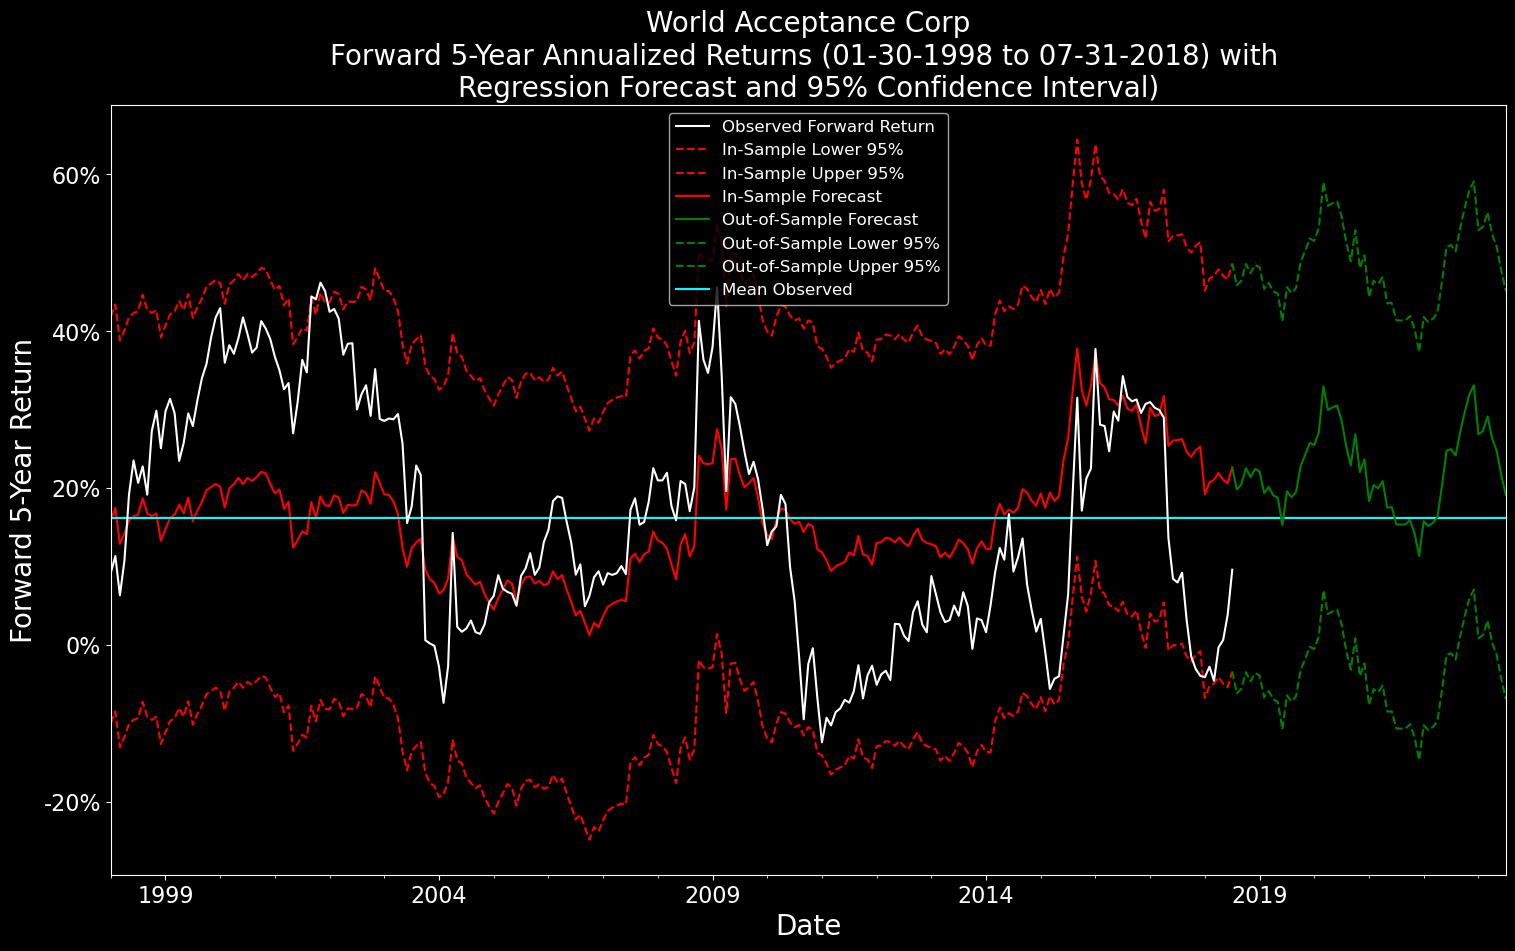 World Acceptance Corp
Forward 5-Year Annualized Returns (01-30-1998 to 07-31-2018) with
Regression Forecast and 95% Confidence Interval)
Observed Forward Return
In-Sample Lower 95%
In-Sample Upper 95%
In-Sample Forecast
Out-of-Sample Forecast
Out-of-Sample Lower 95%
Out-of-Sample Upper 95%
Mean Observed
Forward 5-Year Return
60%
40%
20%
0%
-20%
1999
2004
2009
2014
2019
Date